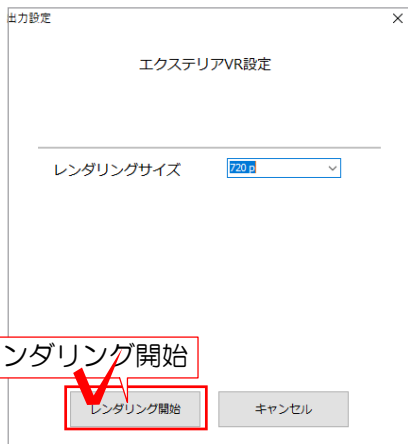 出力設定
エクステリアVR設定
レンダリングサイズ
720 p
ンダリング開始
レンダリング開始
キャンセル